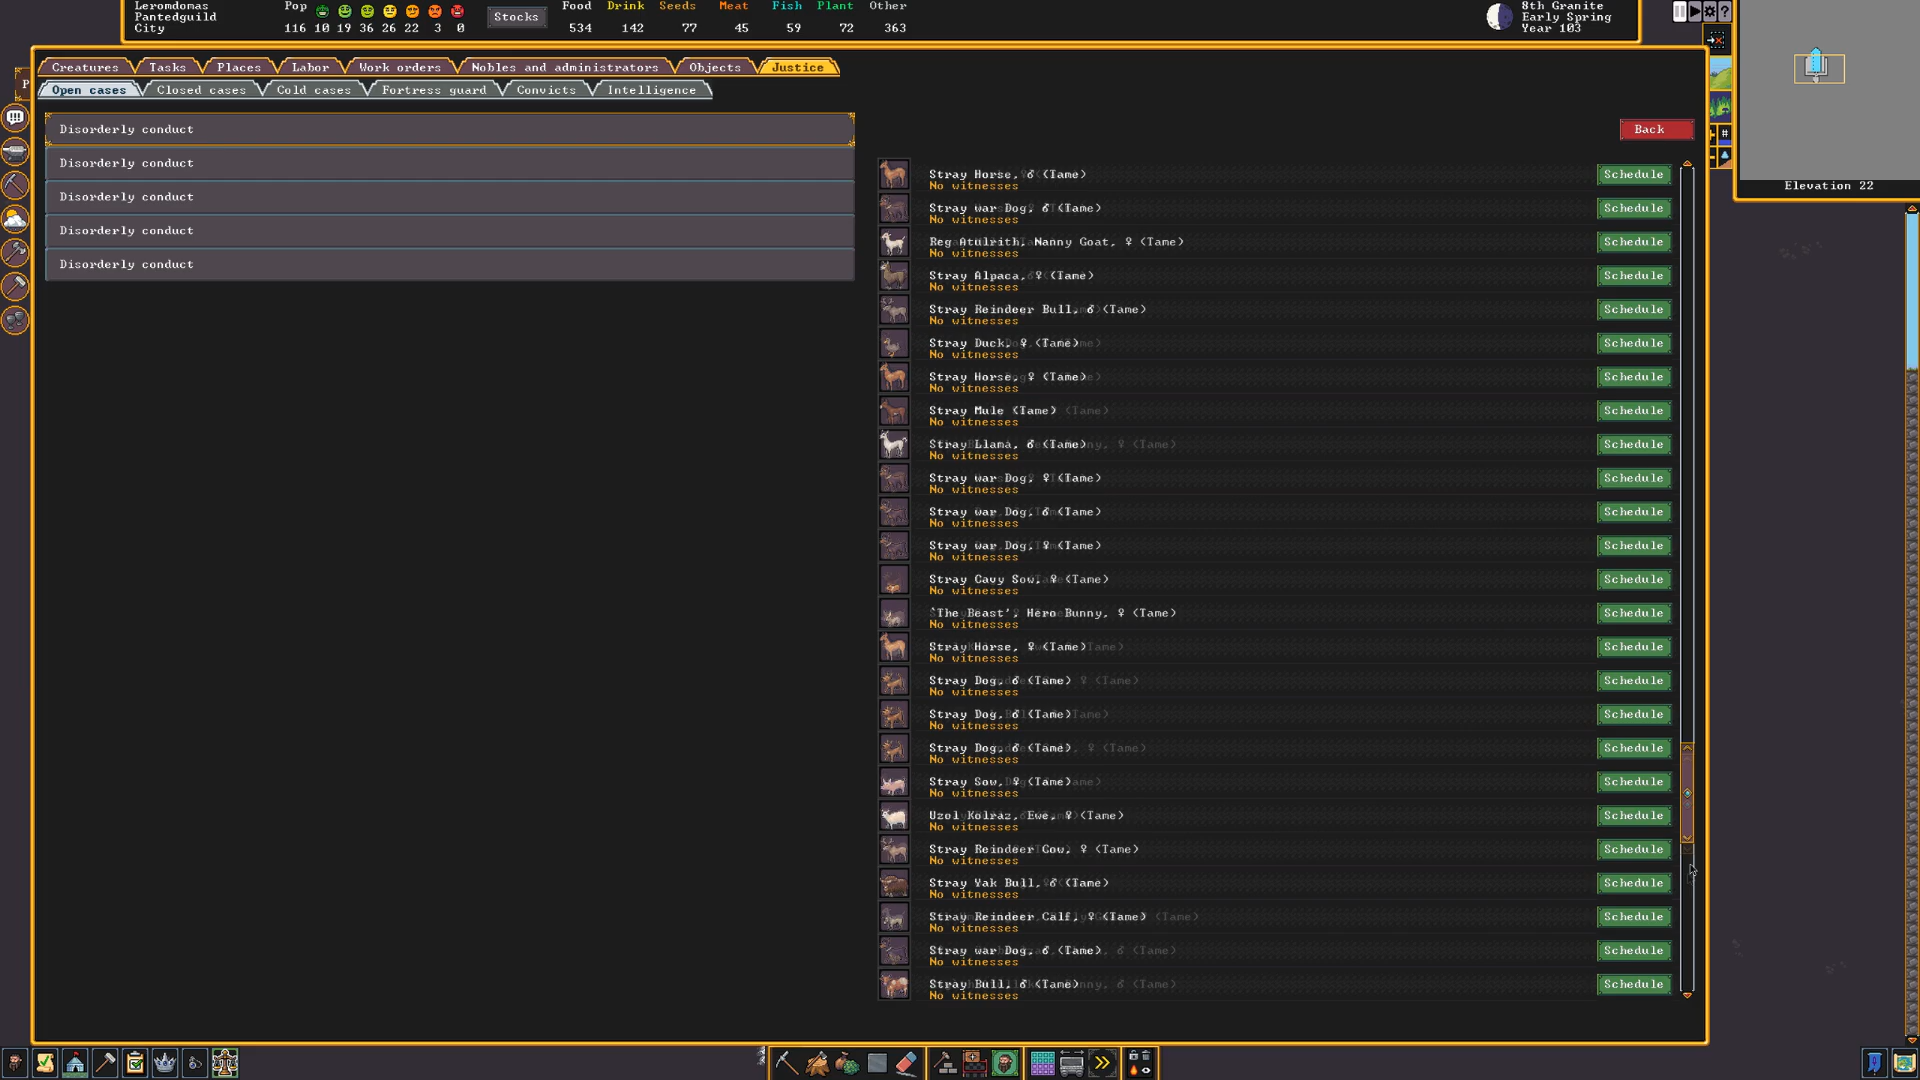 Leromdomas
Pantedguild
City
Pop
116 10 19 36 26 22 3 0
Stocks
Food Drink Seeds Meat Fish Plant Other
534 142 77 45 59 72 363
8th Granite
Early Spring
Year 103
Elevation 22
Creatures Tasks Places Labor Work orders Nobles and administrators Objects Justice
Open cases Closed cases Cold cases Fortress guard Convicts Intelligence
Disorderly conduct
Disorderly conduct
Disorderly conduct
Disorderly conduct
Disorderly conduct
Back
Stray Horse, ♂ (Tame)
No witnesses
Schedule
Stray war Dog, ♂ (Tame)
No witnesses
Schedule
Reg Atulrith, Nanny Goat, ♀ (Tame)
No witnesses
Schedule
Stray Alpaca, ♀ (Tame)
No witnesses
Schedule
Stray Reindeer Bull, ♂ (Tame)
No witnesses
Schedule
Stray Duck, ♀ (Tame)
No witnesses
Schedule
Stray Horse, ♀ (Tame)
No witnesses
Schedule
Stray Mule (Tame)
No witnesses
Schedule
Stray Llama, ♂ (Tame)
No witnesses
Schedule
Stray War Dog, ♀ (Tame)
No witnesses
Schedule
Stray war Dog, ♂ (Tame)
No witnesses
Schedule
Stray war Dog, ♀ (Tame)
No witnesses
Schedule
Stray Cavy Sow, ♀ (Tame)
No witnesses
Schedule
`The Beast', Hero Bunny, ♀ (Tame)
No witnesses
Schedule
Stray Horse, ♀ (Tame)
No witnesses
Schedule
Stray Dog, ♂ (Tame)
No witnesses
Schedule
Stray Dog, ♂ (Tame)
No witnesses
Schedule
Stray Dog, ♂ (Tame)
No witnesses
Schedule
Stray Sow, ♀ (Tame)
No witnesses
Schedule
Uzol Kolraz, Ewe, ♀ (Tame)
No witnesses
Schedule
Stray Reindeer Cow, ♀ (Tame)
No witnesses
Schedule
Stray Yak Bull, ♂ (Tame)
No witnesses
Schedule
Stray Reindeer Calf, ♀ (Tame)
No witnesses
Schedule
Stray war Dog, ♂ (Tame)
No witnesses
Schedule
Stray Bull, ♂ (Tame)
No witnesses
Schedule